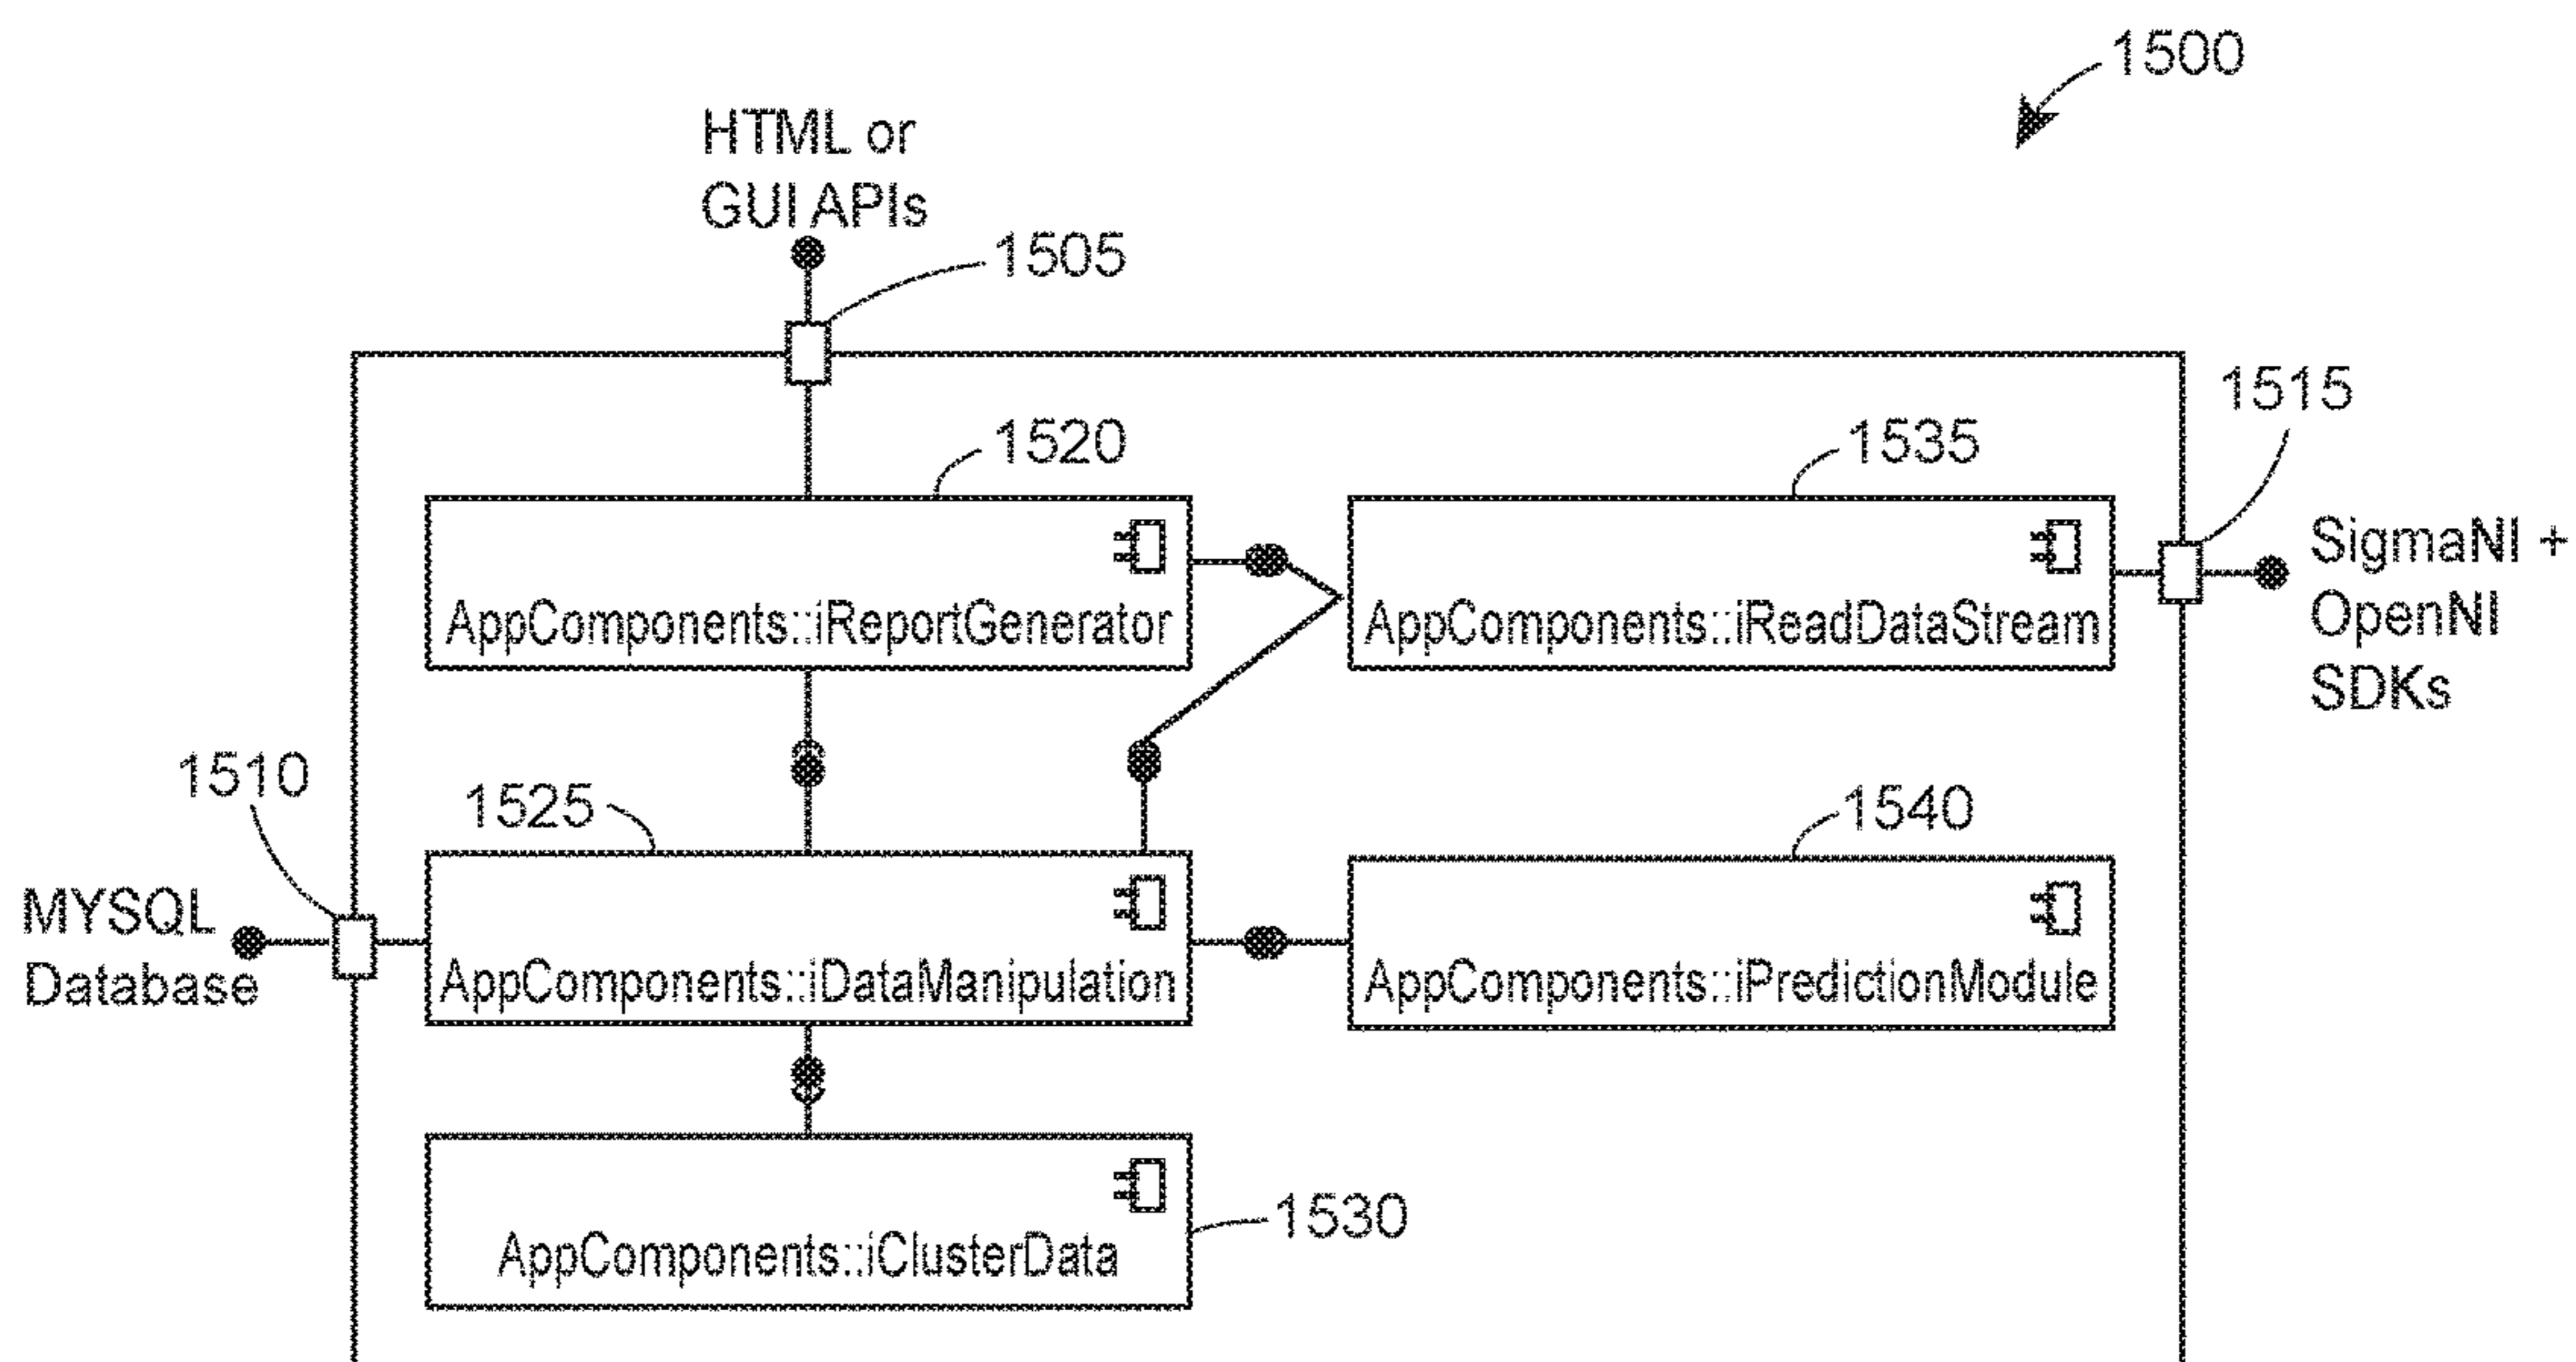 1500
HTML or
GUI APIs
1505
1515
1520
1535
SigmaNI +
OpenNI
SDKs
AppComponents::iReportGenerator
AppComponents::iReadDataStream
1510
1525
1540
MYSQL
Database
AppComponents::iDataManipulation
AppComponents::iPredictionModule
1530
AppComponents::iClusterData